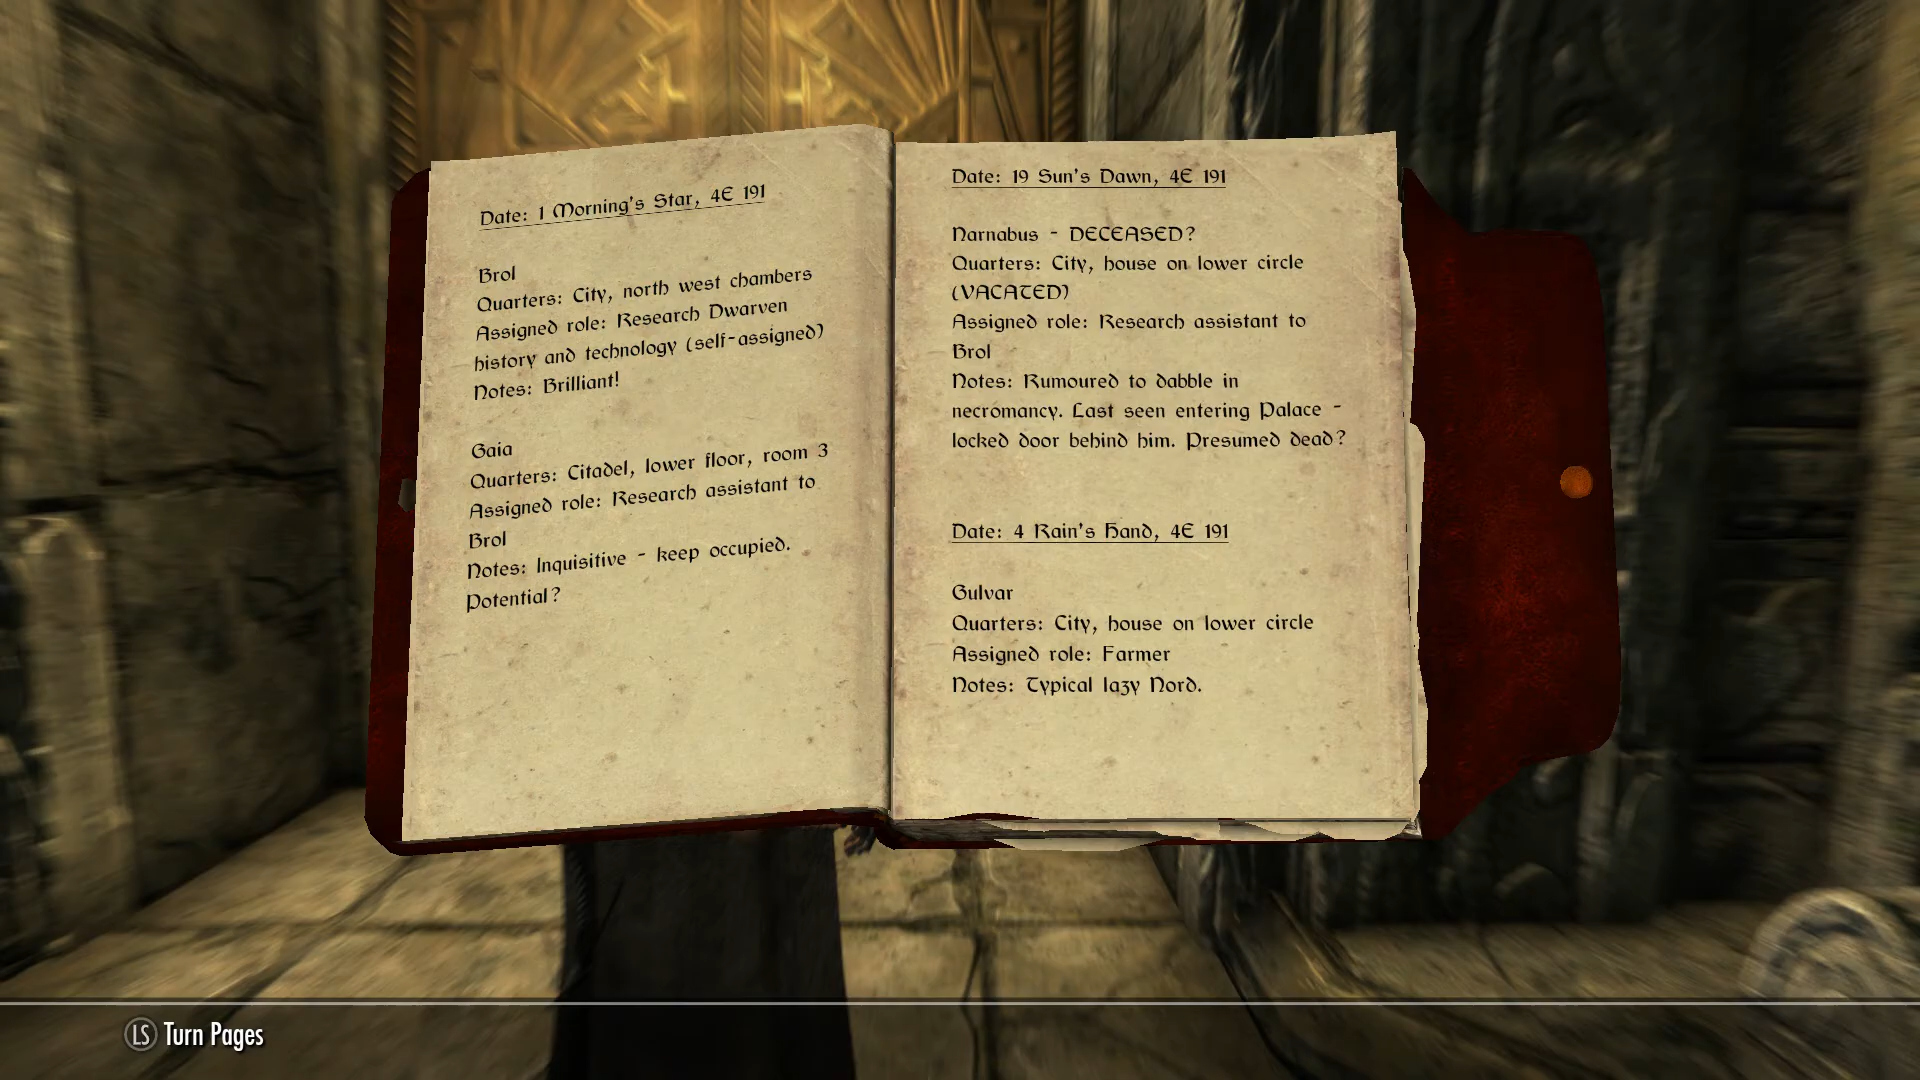 Date: 1 Morning's Star, 4E 191
Brol
Quarters: City, north west chambers
Assigned role: Research Dwarven
history and technology (self-assigned)
Notes: Brilliant!
Gaia
Quarters: Citadel, lower floor, room 3
Assigned role: Research assistant to
Brol
Notes: Inquisitive - keep occupied.
Potential?
Date: 19 Sun's Dawn, 4E 191
Narnabus - DECEASED?
Quarters: City, house on lower circle
(VACATED)
Assigned role: Research assistant to
Brol
Notes: Rumoured to dabble in
necromancy. Last seen entering Palace -
locked door behind him. Presumed dead?
Date: 4 Rain's Hand, 4E 191
Gulvar
Quarters: City, house on lower circle
Assigned role: Farmer
Notes: Typical lazy Nord.
LS Turn Pages